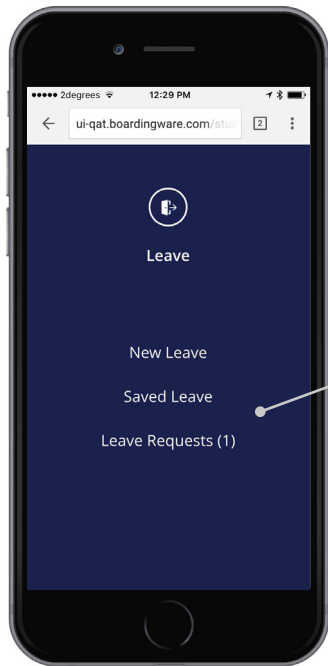 2degrees 12:29 PM
ui-qat.boardingware.com/stud 2
Leave
New Leave
Saved Leave
Leave Requests (1)